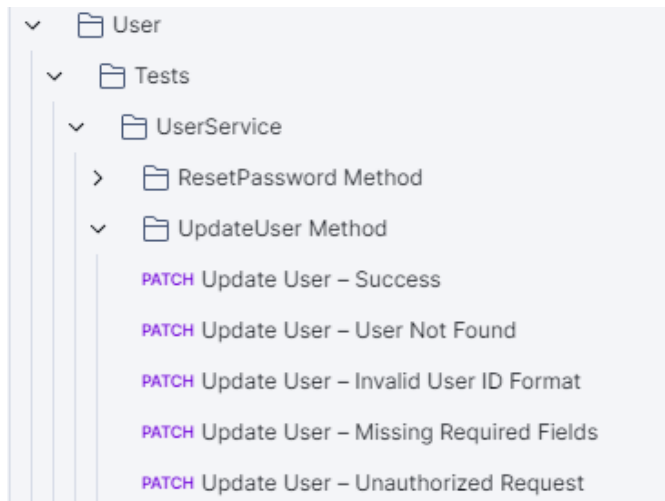 User
Tests
UserService
ResetPassword Method
UpdateUser Method
PATCH Update User – Success
PATCH Update User – User Not Found
PATCH Update User – Invalid User ID Format
PATCH Update User – Missing Required Fields
PATCH Update User – Unauthorized Request